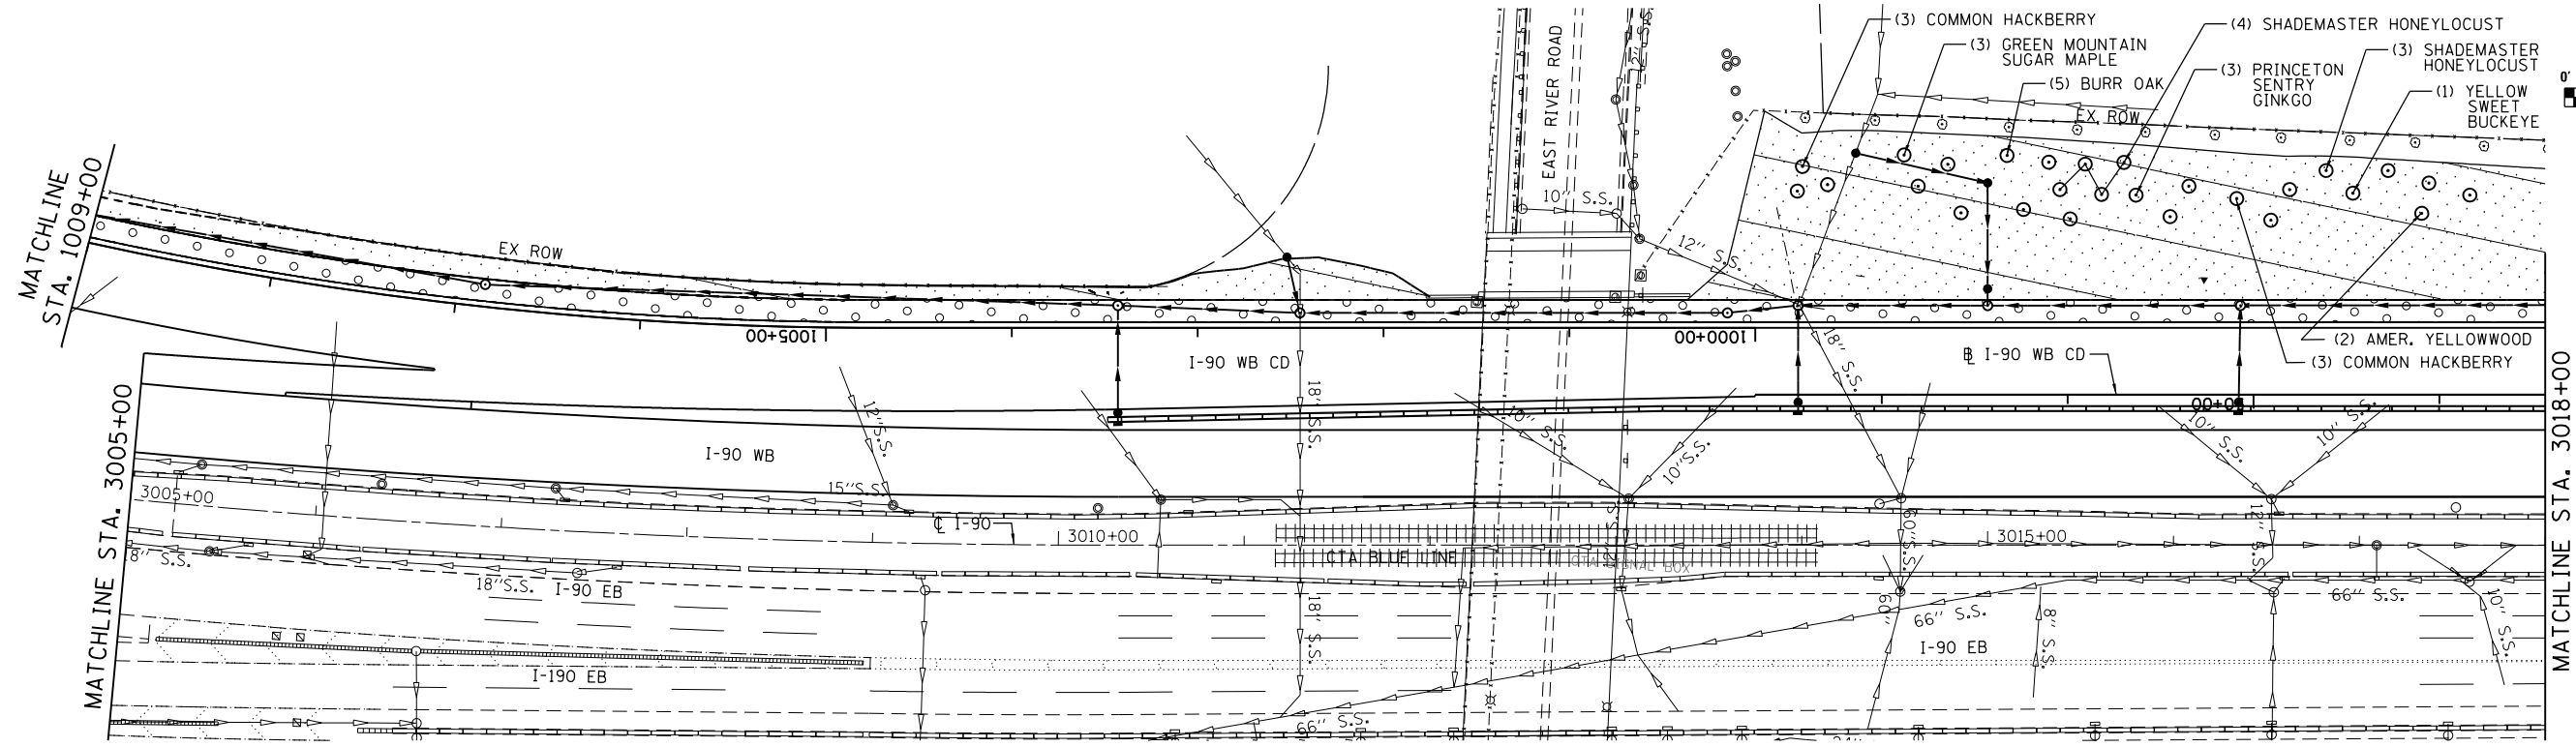 (3) COMMON HACKBERRY
(4) SHADEMASTER HONEYLOCUST
(3) GREEN MOUNTAIN
SUGAR MAPLE
(3) SHADEMASTER
HONEYLOCUST
(5) BURR OAK
(3) PRINCETON
SENTRY
GINKGO
(1) YELLOW
SWEET
BUCKEYE
0'
EX ROW
EAST RIVER ROAD
12" S.S.
10" S.S.
12" S.S.
MATCHLINE
STA. 1009+00
EX ROW
1005+00
1000+00
I-90 WB CD
18" S.S.
℄ I-90 WB CD
(2) AMER. YELLOWWOOD
(3) COMMON HACKBERRY
MATCHLINE STA. 3005+00
MATCHLINE STA. 3018+00
12"S.S.
18" S.S.
10" S.S.
10"S.S.
10" S.S.
10" S.S.
I-90 WB
3005+00
15"S.S.
℄ I-90
3010+00
3015+00
60"S.S.
12" S.S.
CTA BLUE LINE
CTA SIGNAL BOX
18"S.S.
I-90 EB
18" S.S.
60"
66" S.S.
8" S.S.
66" S.S.
10" S.S.
I-90 EB
I-190 EB
66" S.S.